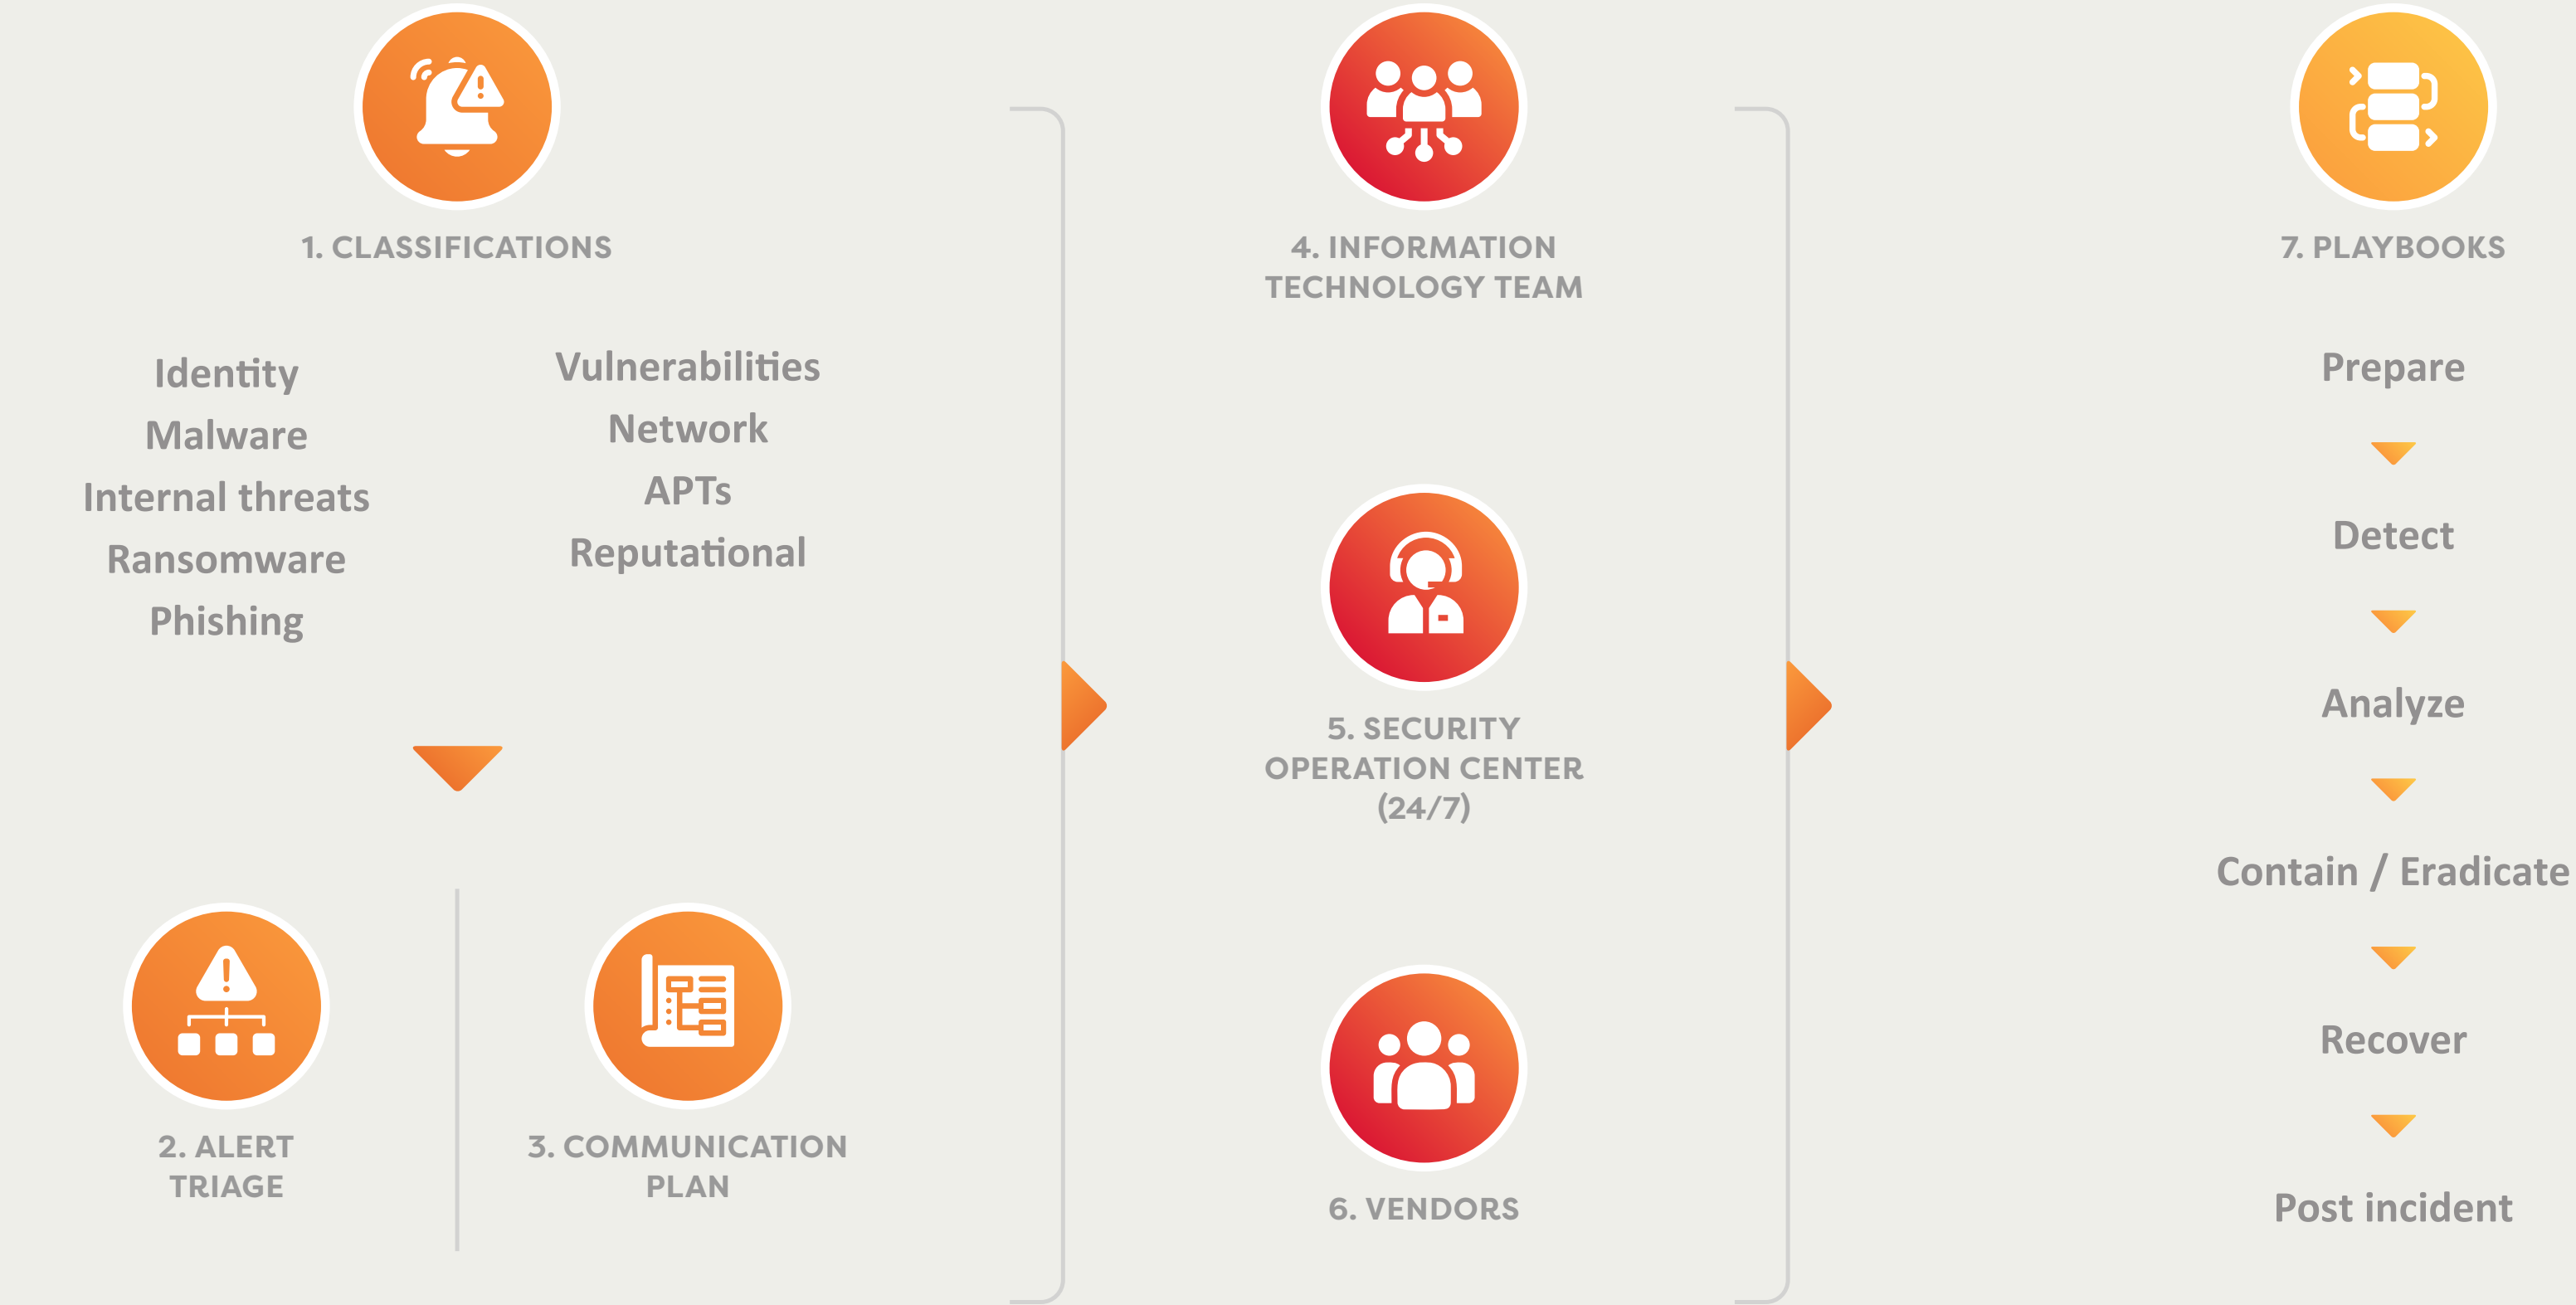 1. CLASSIFICATIONS
Identity
Malware
Internal threats
Ransomware
Phishing
Vulnerabilities
Network
APTs
Reputational
2. ALERT
TRIAGE
3. COMMUNICATION
PLAN
4. INFORMATION
TECHNOLOGY TEAM
5. SECURITY
OPERATION CENTER
(24/7)
6. VENDORS
7. PLAYBOOKS
Prepare
Detect
Analyze
Contain / Eradicate
Recover
Post incident